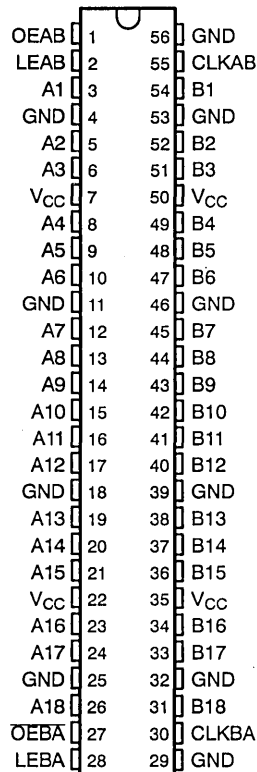 OEAB 1 56 GND
LEAB 2 55 CLKAB
A1 3 54 B1
GND 4 53 GND
A2 5 52 B2
A3 6 51 B3
VCC 7 50 VCC
A4 8 49 B4
A5 9 48 B5
A6 10 47 B6
GND 11 46 GND
A7 12 45 B7
A8 13 44 B8
A9 14 43 B9
A10 15 42 B10
A11 16 41 B11
A12 17 40 B12
GND 18 39 GND
A13 19 38 B13
A14 20 37 B14
A15 21 36 B15
VCC 22 35 VCC
A16 23 34 B16
A17 24 33 B17
GND 25 32 GND
A18 26 31 B18
O̅E̅B̅A̅ 27 30 CLKBA
LEBA 28 29 GND